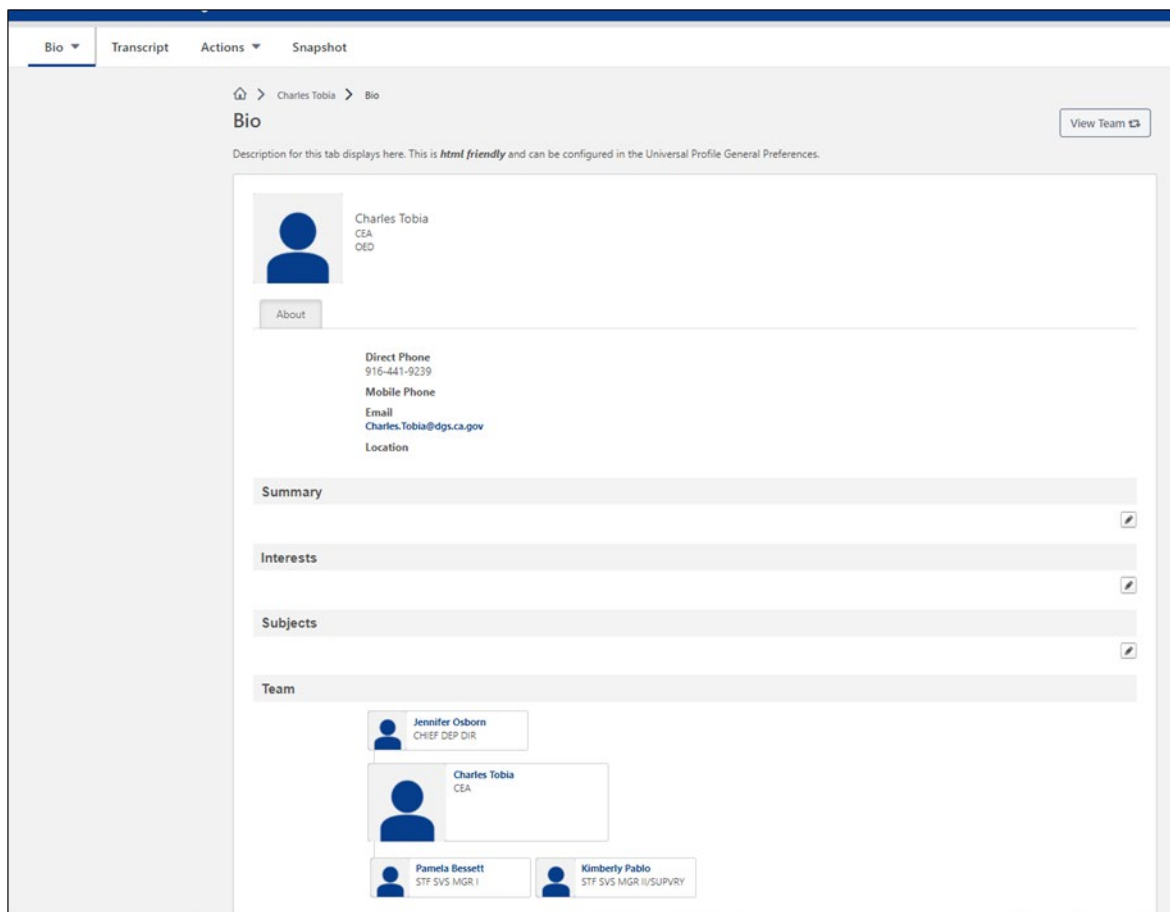 Bio
Transcript
Actions
Snapshot
Charles Tobia
Bio
Bio
View Team
Description for this tab displays here. This is html friendly and can be configured in the Universal Profile General Preferences.
Charles Tobia
CEA
OED
About
Direct Phone
916-441-9239
Mobile Phone
Email
Charles.Tobia@dgs.ca.gov
Location
Summary
Interests
Subjects
Team
Jennifer Osborn
CHIEF DEP DIR
Charles Tobia
CEA
Pamela Bessett
STF SVS MGR I
Kimberly Pablo
STF SVS MGR II/SUPVRY